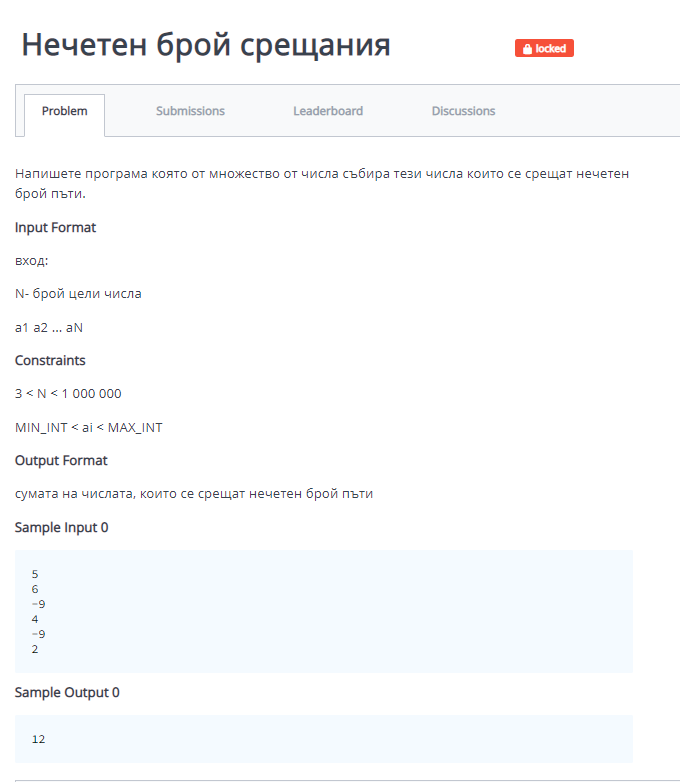 Нечетен брой срещания
locked
Problem Submissions Leaderboard Discussions
Напишете програма която от множество от числа събира тези числа които се срещат нечетен
брой пъти.
Input Format
вход:
N- брой цели числа
a1 a2 ... aN
Constraints
3 < N < 1 000 000
MIN_INT < ai < MAX_INT
Output Format
сумата на числата, които се срещат нечетен брой пъти
Sample Input 0
5
6
-9
4
-9
2
Sample Output 0
12